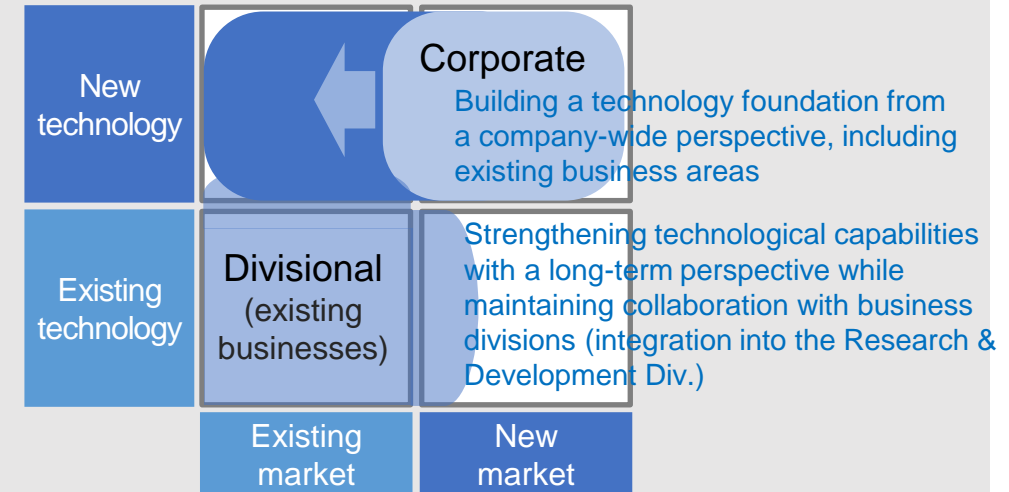 New
technology
Corporate
Building a technology foundation from
a company-wide perspective, including
existing business areas
Existing
technology
Divisional
(existing
businesses)
Strengthening technological capabilities
with a long-term perspective while
maintaining collaboration with business
divisions (integration into the Research &
Development Div.)
Existing
market
New
market